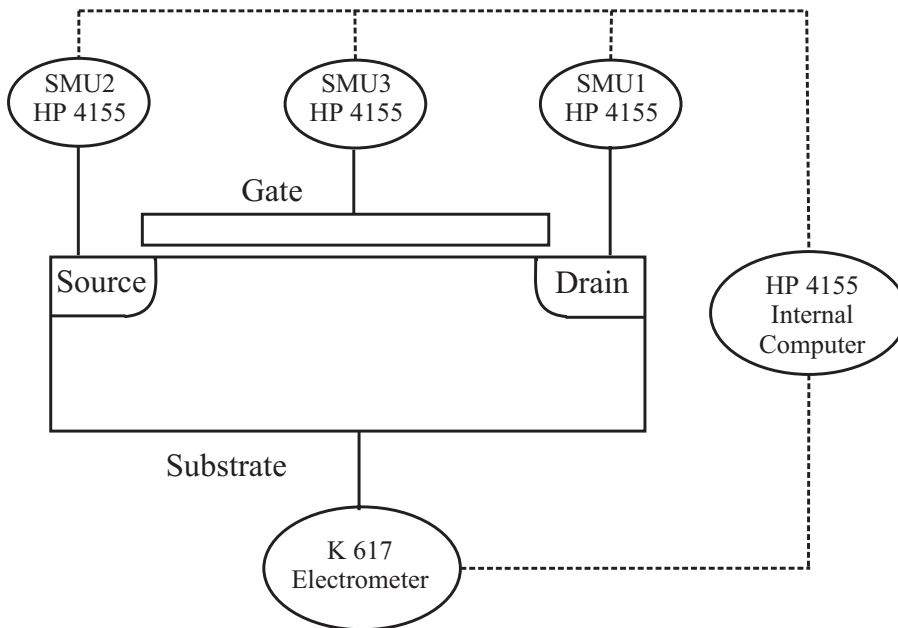 SMU2
HP 4155
SMU3
HP 4155
SMU1
HP 4155
Gate
Source
Drain
HP 4155
Internal
Computer
Substrate
K 617
Electrometer